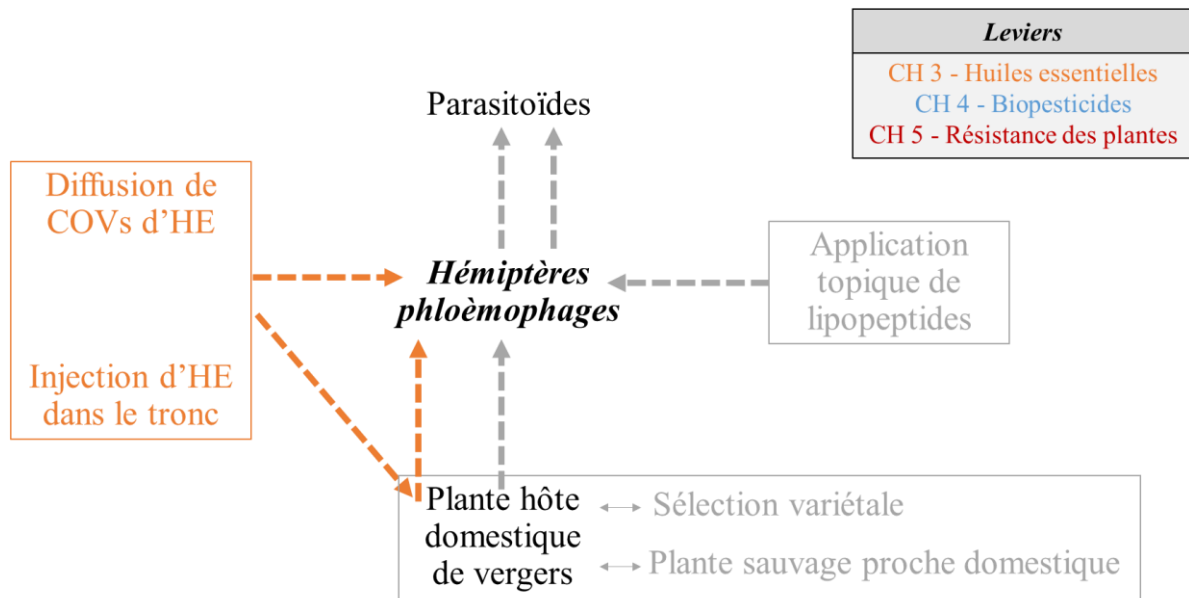 Leviers
CH 3 - Huiles essentielles
CH 4 - Biopesticides
CH 5 - Résistance des plantes
Parasitoïdes
Diffusion de
COVs d’HE
Injection d’HE
dans le tronc
Hémiptères
phloèmophages
Application
topique de
lipopeptides
Plante hôte
domestique
de vergers
Sélection variétale
Plante sauvage proche domestique